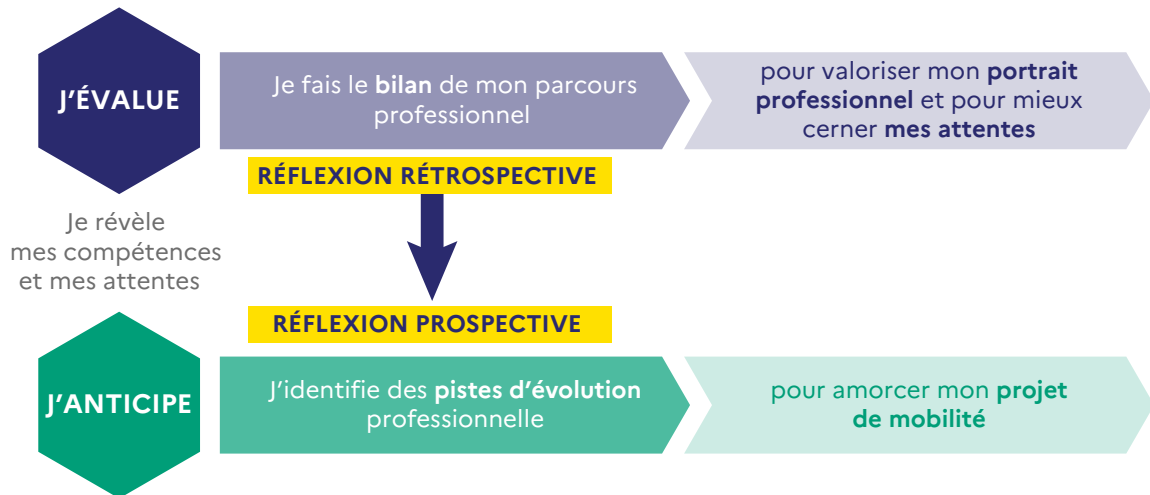 J'ÉVALUE
Je fais le bilan de mon parcours
professionnel
pour valoriser mon portrait
professionnel et pour mieux
cerner mes attentes
RÉFLEXION RÉTROSPECTIVE
Je révèle
mes compétences
et mes attentes
RÉFLEXION PROSPECTIVE
J'ANTICIPE
J'identifie des pistes d'évolution
professionnelle
pour amorcer mon projet
de mobilité